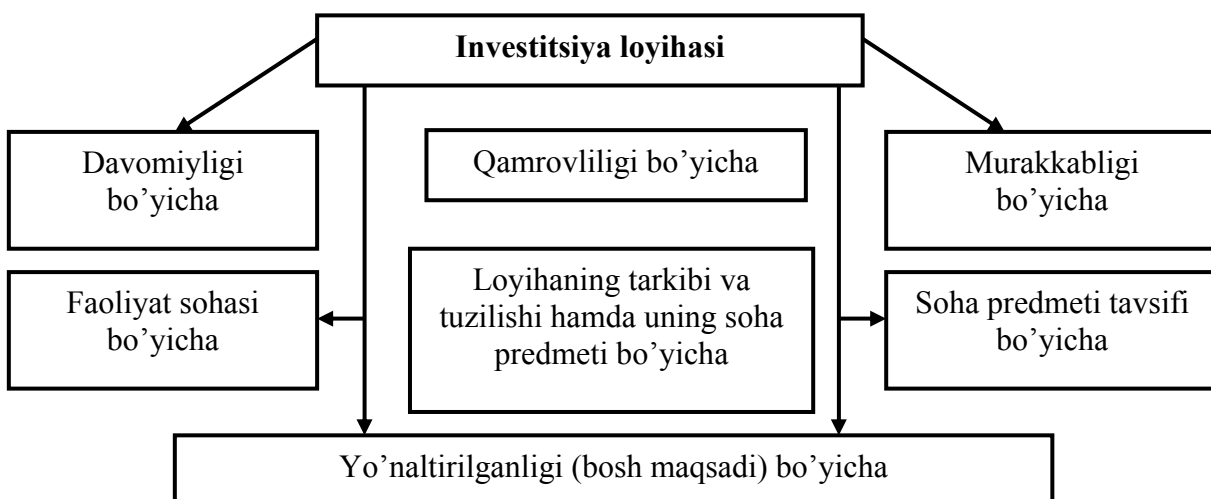 Investitsiya loyihasi
Davomiyligi
bo’yicha
Qamrovliligi bo’yicha
Murakkabligi
bo’yicha
Faoliyat sohasi
bo’yicha
Loyihaning tarkibi va
tuzilishi hamda uning soha
predmeti bo’yicha
Soha predmeti tavsifi
bo’yicha
Yo’naltirilganligi (bosh maqsadi) bo’yicha